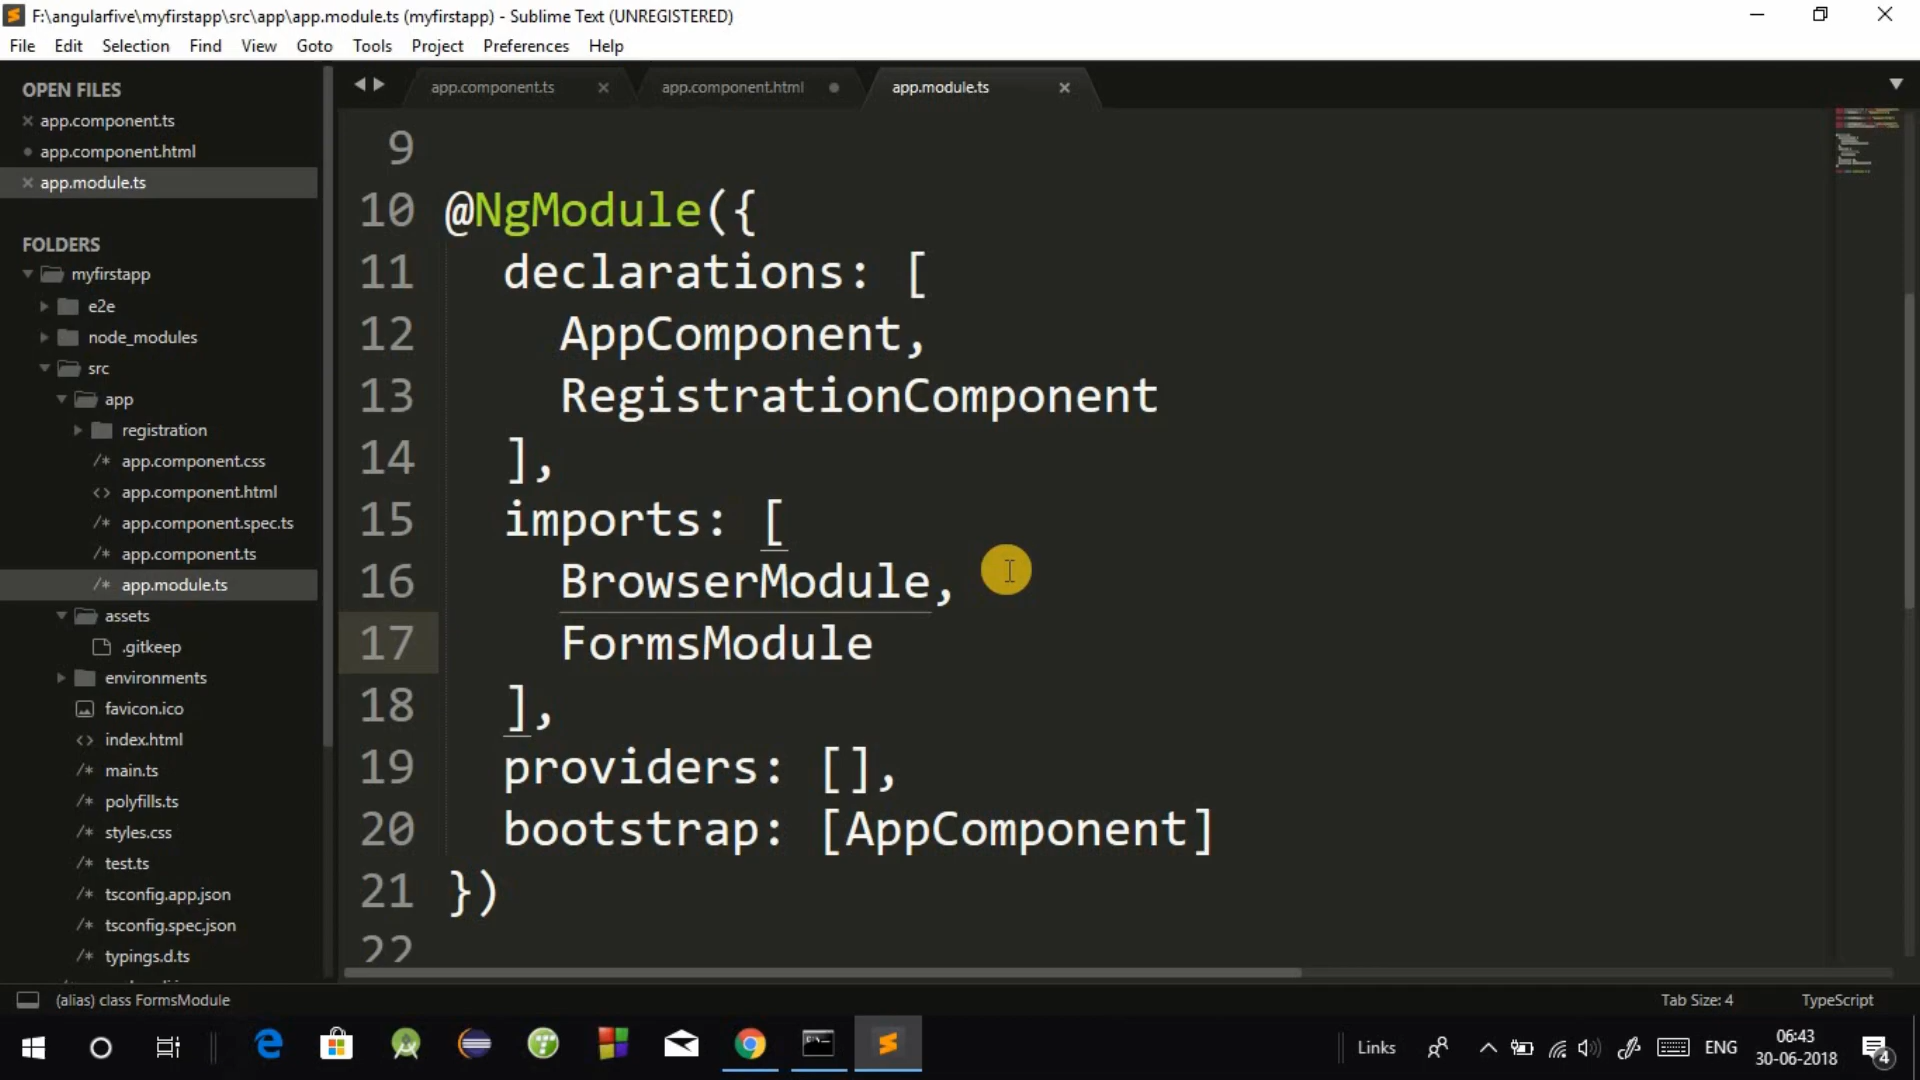 F:\angularfive\myfirstapp\src\app\app.module.ts (myfirstapp) - Sublime Text (UNREGISTERED)
File Edit Selection Find View Goto Tools Project Preferences Help
OPEN FILES
app.component.ts
app.component.html
app.module.ts
FOLDERS
myfirstapp
e2e
node_modules
src
app
registration
/* app.component.css
<> app.component.html
/* app.component.spec.ts
/* app.component.ts
/* app.module.ts
assets
.gitkeep
environments
favicon.ico
<> index.html
/* main.ts
/* polyfills.ts
/* styles.css
/* test.ts
/* tsconfig.app.json
/* tsconfig.spec.json
/* typings.d.ts
app.component.ts app.component.html app.module.ts
9
10 @NgModule({
11 declarations: [
12 AppComponent,
13 RegistrationComponent
14 ],
15 imports: [
16 BrowserModule,
17 FormsModule
18 ],
19 providers: [],
20 bootstrap: [AppComponent]
21 })
22
(alias) class FormsModule Tab Size: 4 TypeScript
Links ENG 06:43 30-06-2018 4